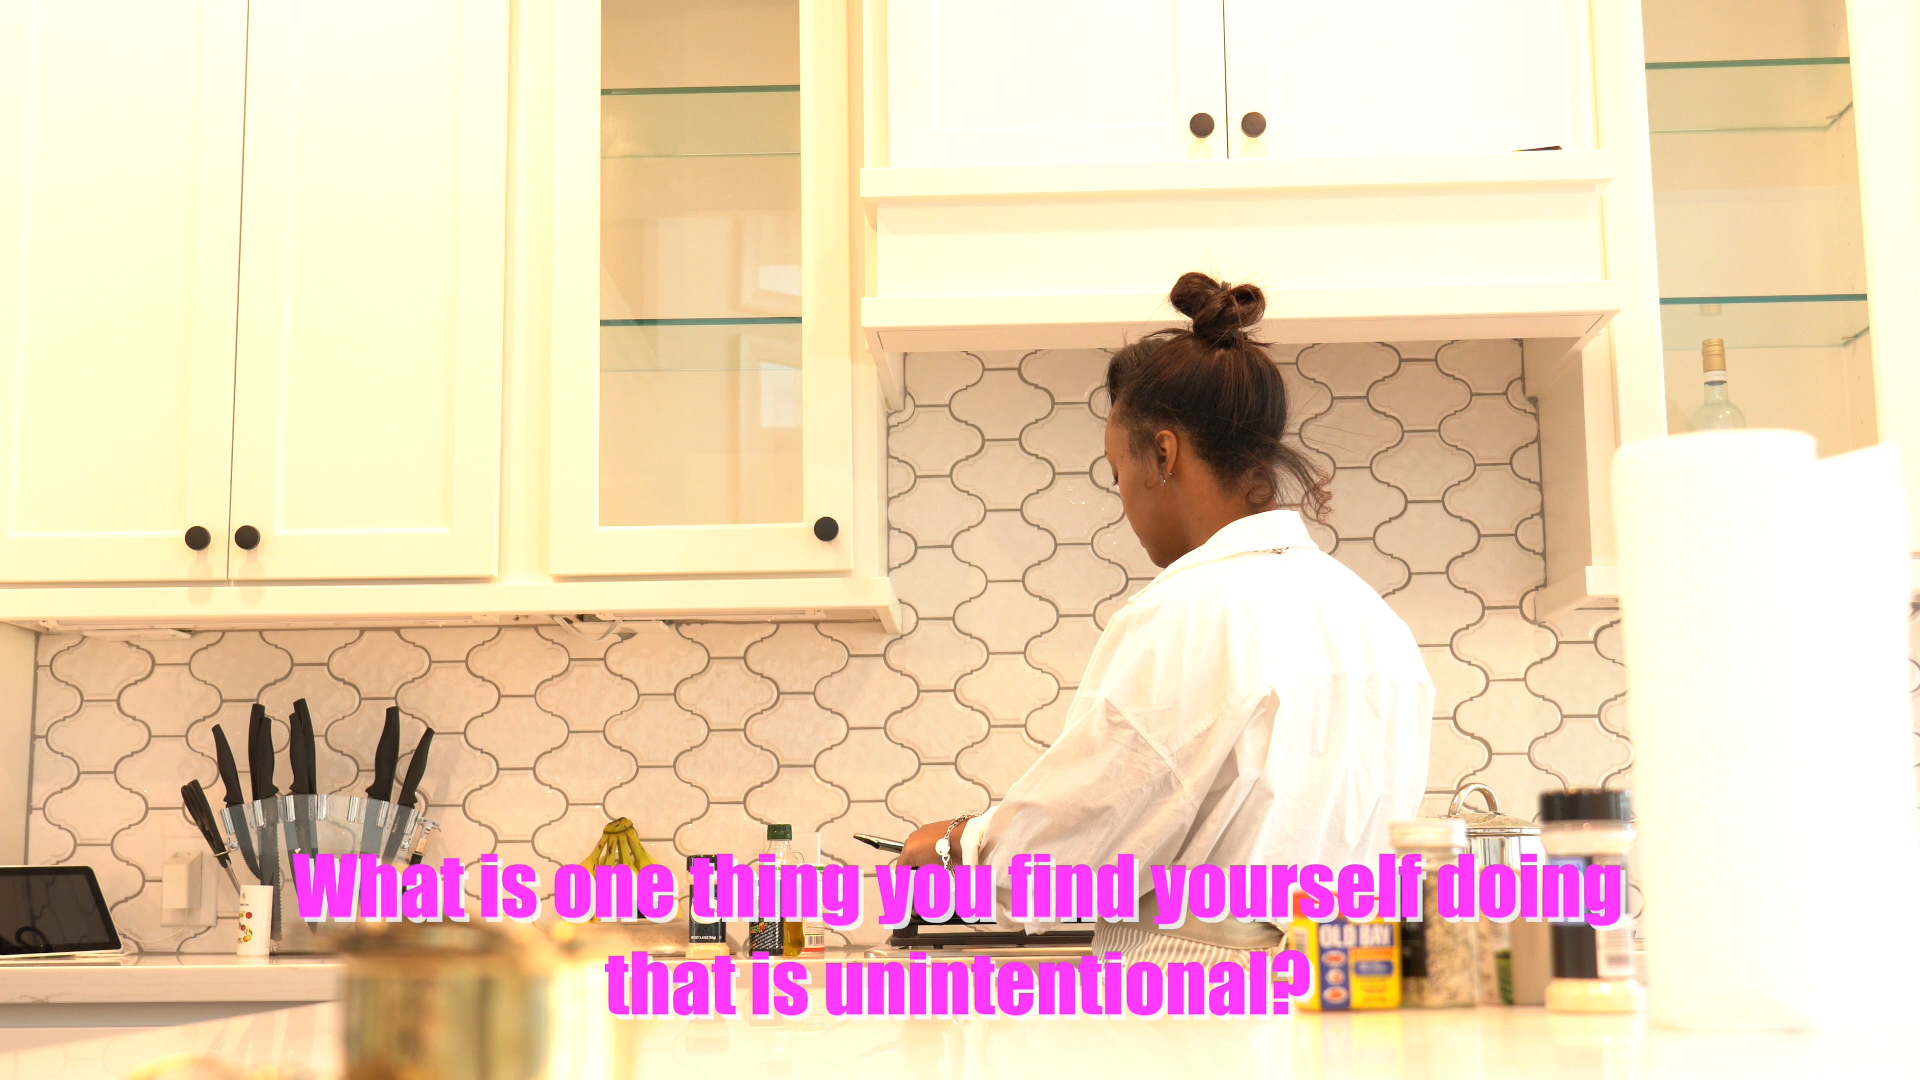 What is one thing you find yourself doing
that is unintentional?
OLD BAY